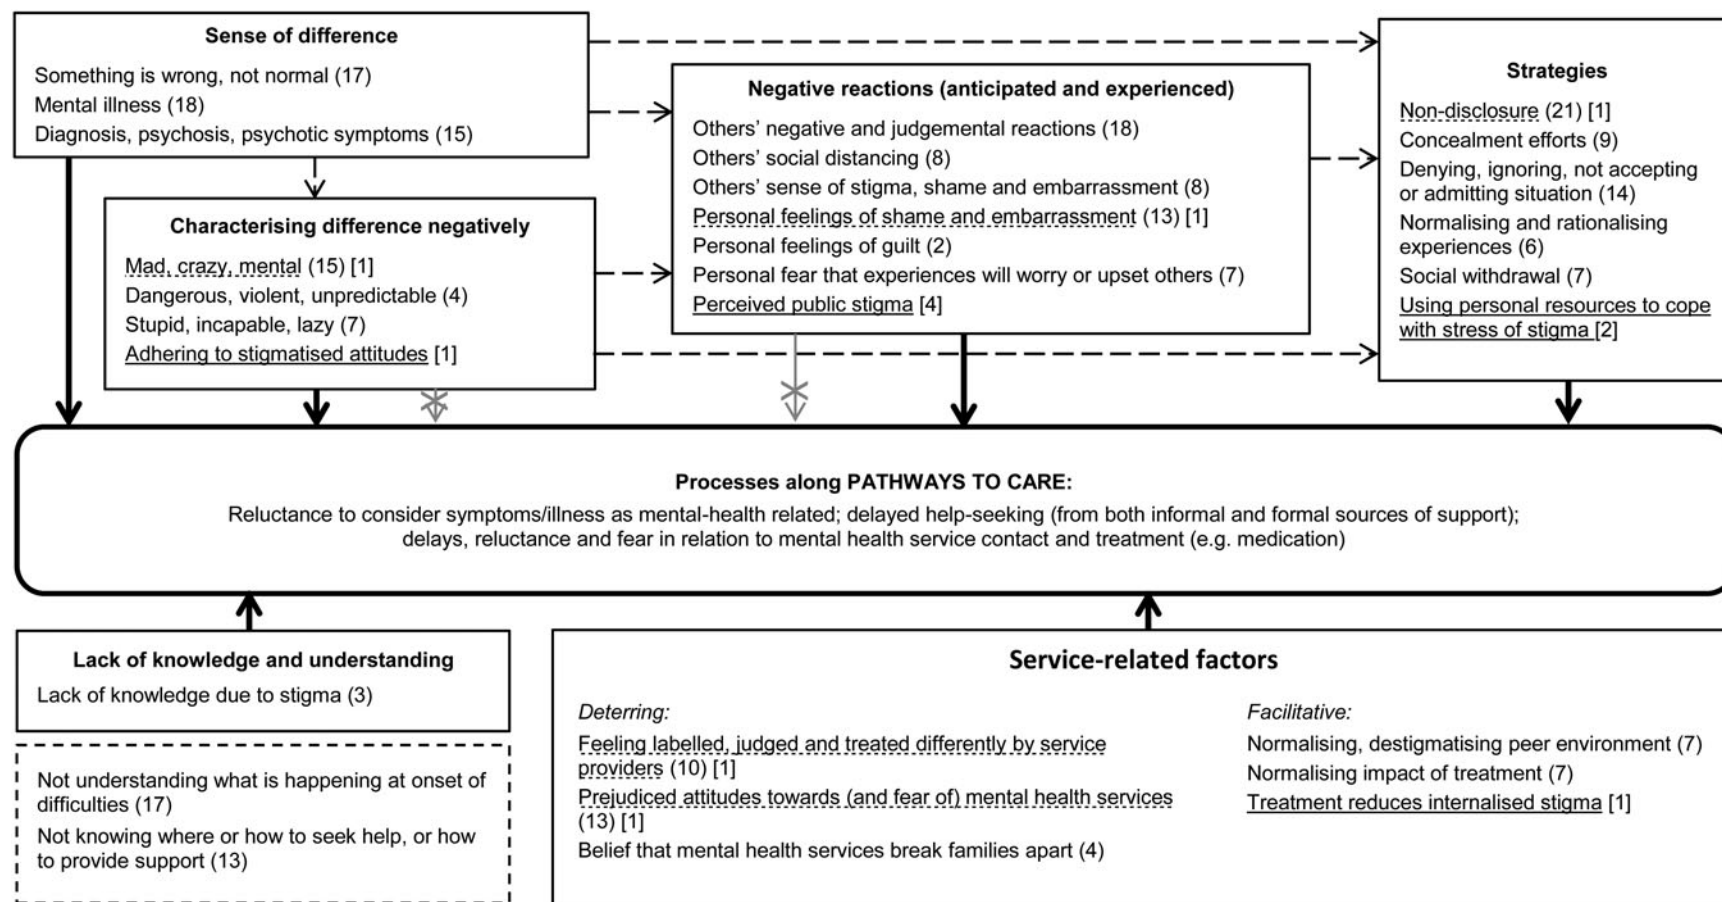 Sense of difference
Something is wrong, not normal (17)
Mental illness (18)
Diagnosis, psychosis, psychotic symptoms (15)
Characterising difference negatively
Mad, crazy, mental (15) [1]
Dangerous, violent, unpredictable (4)
Stupid, incapable, lazy (7)
Adhering to stigmatised attitudes [1]
Negative reactions (anticipated and experienced)
Others’ negative and judgemental reactions (18)
Others’ social distancing (8)
Others’ sense of stigma, shame and embarrassment (8)
Personal feelings of shame and embarrassment (13) [1]
Personal feelings of guilt (2)
Personal fear that experiences will worry or upset others (7)
Perceived public stigma [4]
Strategies
Non-disclosure (21) [1]
Concealment efforts (9)
Denying, ignoring, not accepting
or admitting situation (14)
Normalising and rationalising
experiences (6)
Social withdrawal (7)
Using personal resources to cope
with stress of stigma [2]
Processes along PATHWAYS TO CARE:
Reluctance to consider symptoms/illness as mental-health related; delayed help-seeking (from both informal and formal sources of support);
delays, reluctance and fear in relation to mental health service contact and treatment (e.g. medication)
Lack of knowledge and understanding
Lack of knowledge due to stigma (3)
Not understanding what is happening at onset of
difficulties (17)
Not knowing where or how to seek help, or how
to provide support (13)
Service-related factors
Deterring:
Feeling labelled, judged and treated differently by service
providers (10) [1]
Prejudiced attitudes towards (and fear of) mental health services
(13) [1]
Belief that mental health services break families apart (4)
Facilitative:
Normalising, destigmatising peer environment (7)
Normalising impact of treatment (7)
Treatment reduces internalised stigma [1]